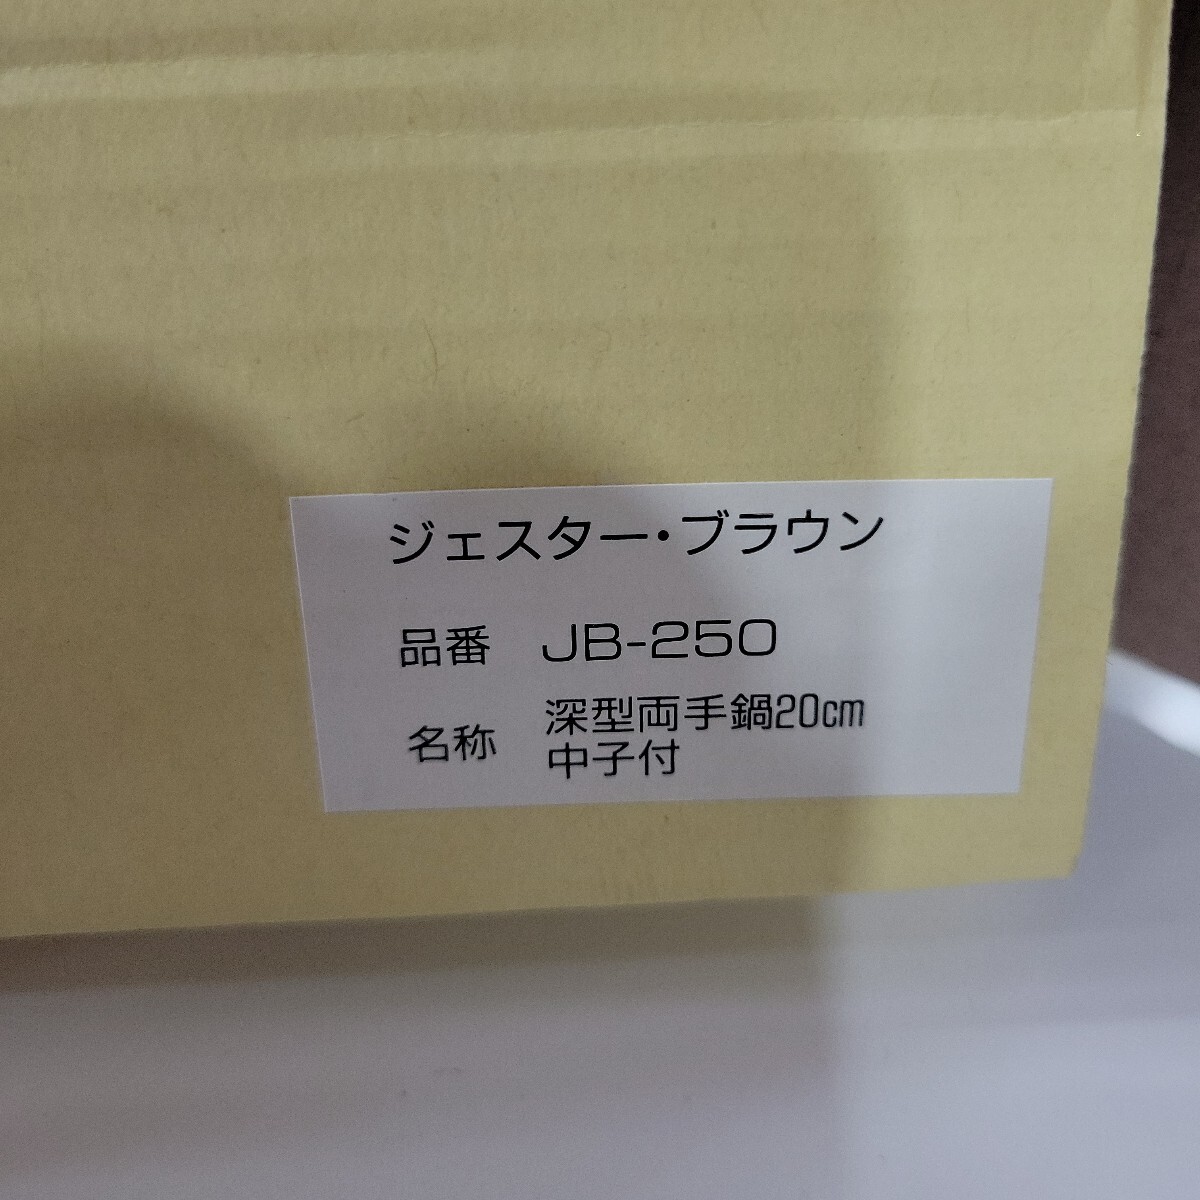 ジェスター・ブラウン
品番 JB-250
名称 深型両手鍋20cm
中子付